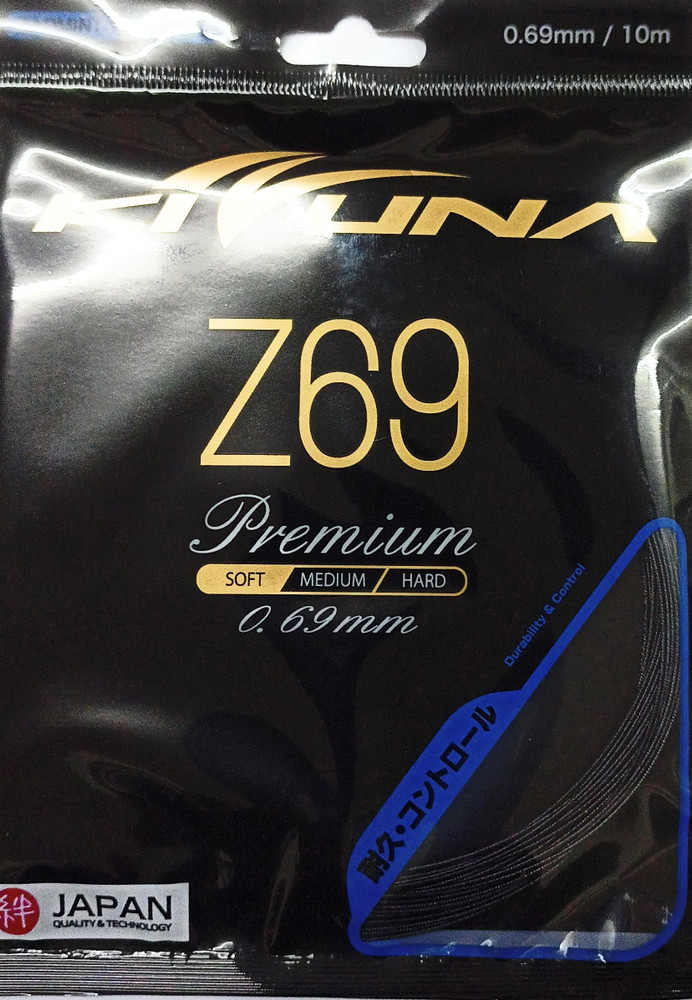 0.69mm / 10m
KIZUNA
Z69
Premium
SOFT MEDIUM HARD
0.69mm
Durability & Control
耐久・コントロール
絆 JAPAN
QUALITY & TECHNOLOGY